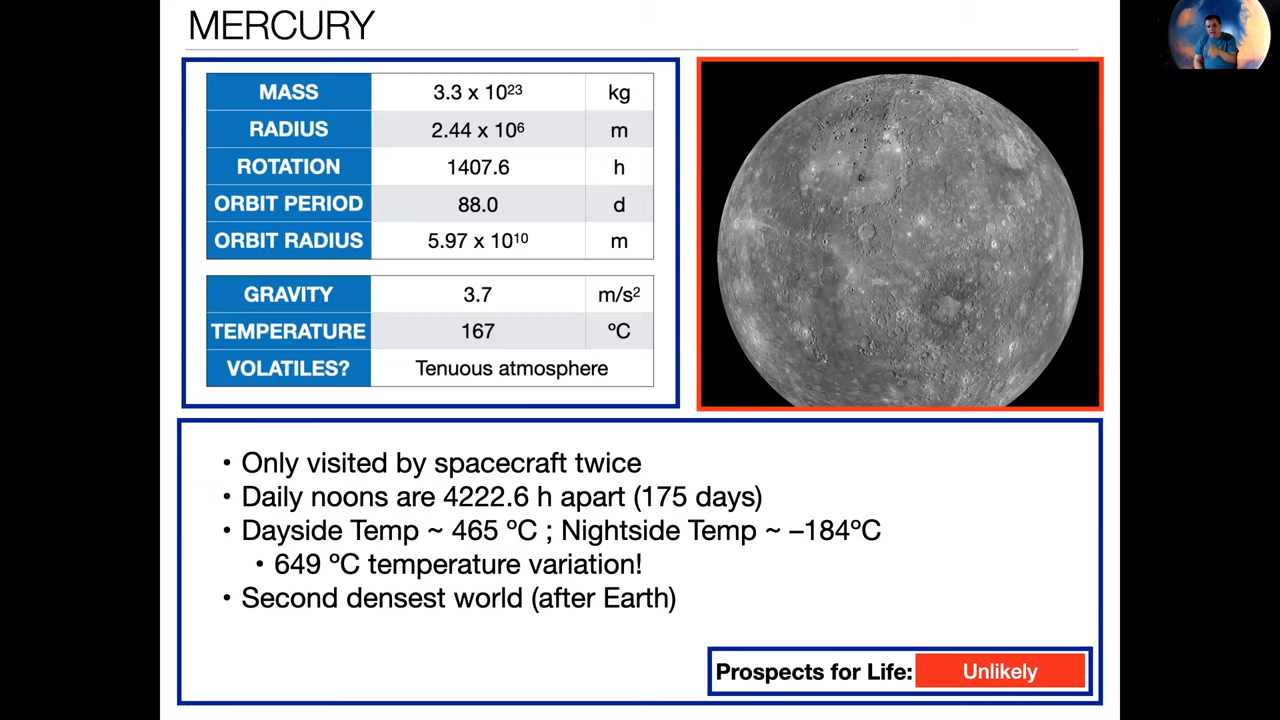 MERCURY
MASS 3.3 x 10²³ kg
RADIUS 2.44 x 10⁶ m
ROTATION 1407.6 h
ORBIT PERIOD 88.0 d
ORBIT RADIUS 5.97 x 10¹⁰ m
GRAVITY 3.7 m/s²
TEMPERATURE 167 ºC
VOLATILES? Tenuous atmosphere
• Only visited by spacecraft twice
• Daily noons are 4222.6 h apart (175 days)
• Dayside Temp ~ 465 ºC ; Nightside Temp ~ –184ºC
• 649 ºC temperature variation!
• Second densest world (after Earth)
Prospects for Life: Unlikely